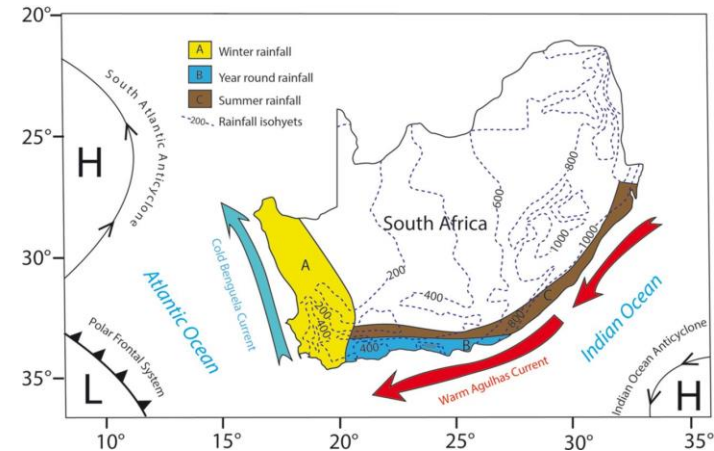 20°
25°
30°
35°
10°
15°
20°
25°
30°
35°
A Winter rainfall
B Year round rainfall
C Summer rainfall
-200- Rainfall isohyets
South Atlantic Anticyclone
H
Cold Benguela Current
Atlantic Ocean
Polar Frontal System
L
A
200
400
South Africa
200
400
600
800
1000
1000
800
C
400
B
Warm Agulhas Current
Indian Ocean
Indian Ocean Anticyclone
H